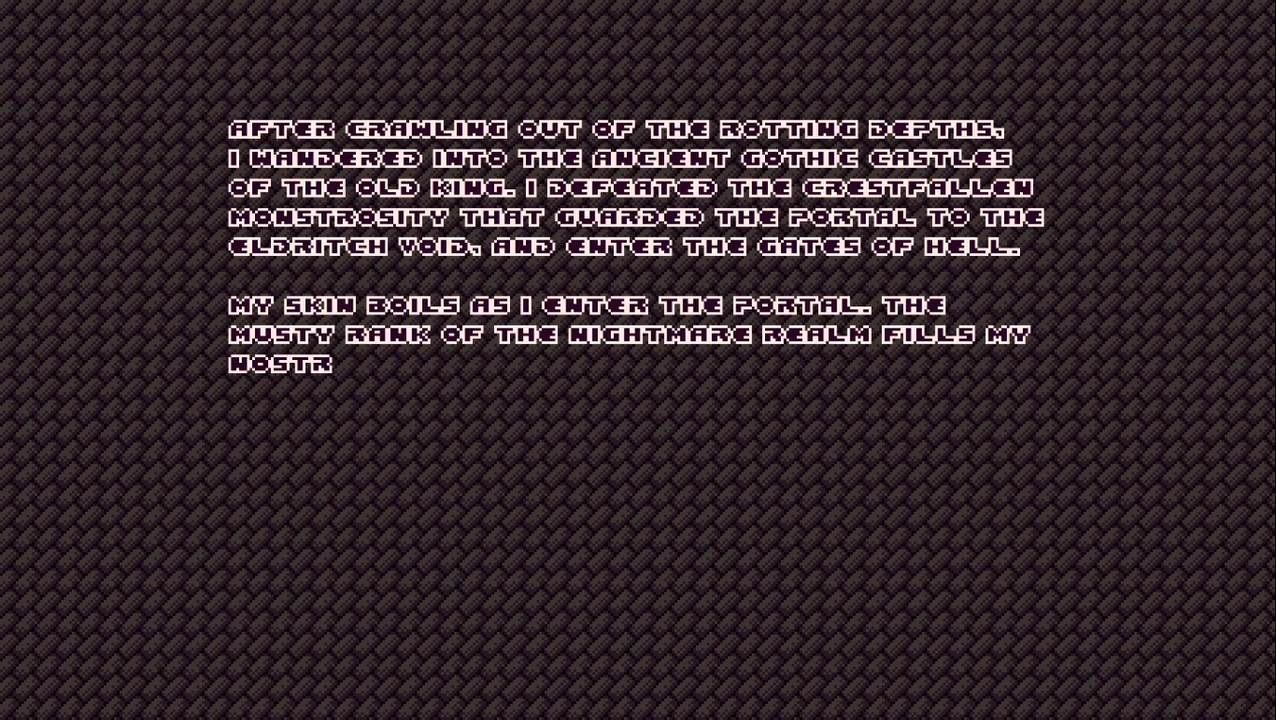 AFTER CRAWLING OUT OF THE ROTTING DEPTHS,
I WANDERED INTO THE ANCIENT GOTHIC CASTLES
OF THE OLD KING. I DEFEATED THE CRESTFALLEN
MONSTROSITY THAT GUARDED THE PORTAL TO THE
ELDRITCH VOID, AND ENTER THE GATES OF HELL.
MY SKIN BOILS AS I ENTER THE PORTAL. THE
MUSTY RANK OF THE NIGHTMARE REALM FILLS MY
NOSTR